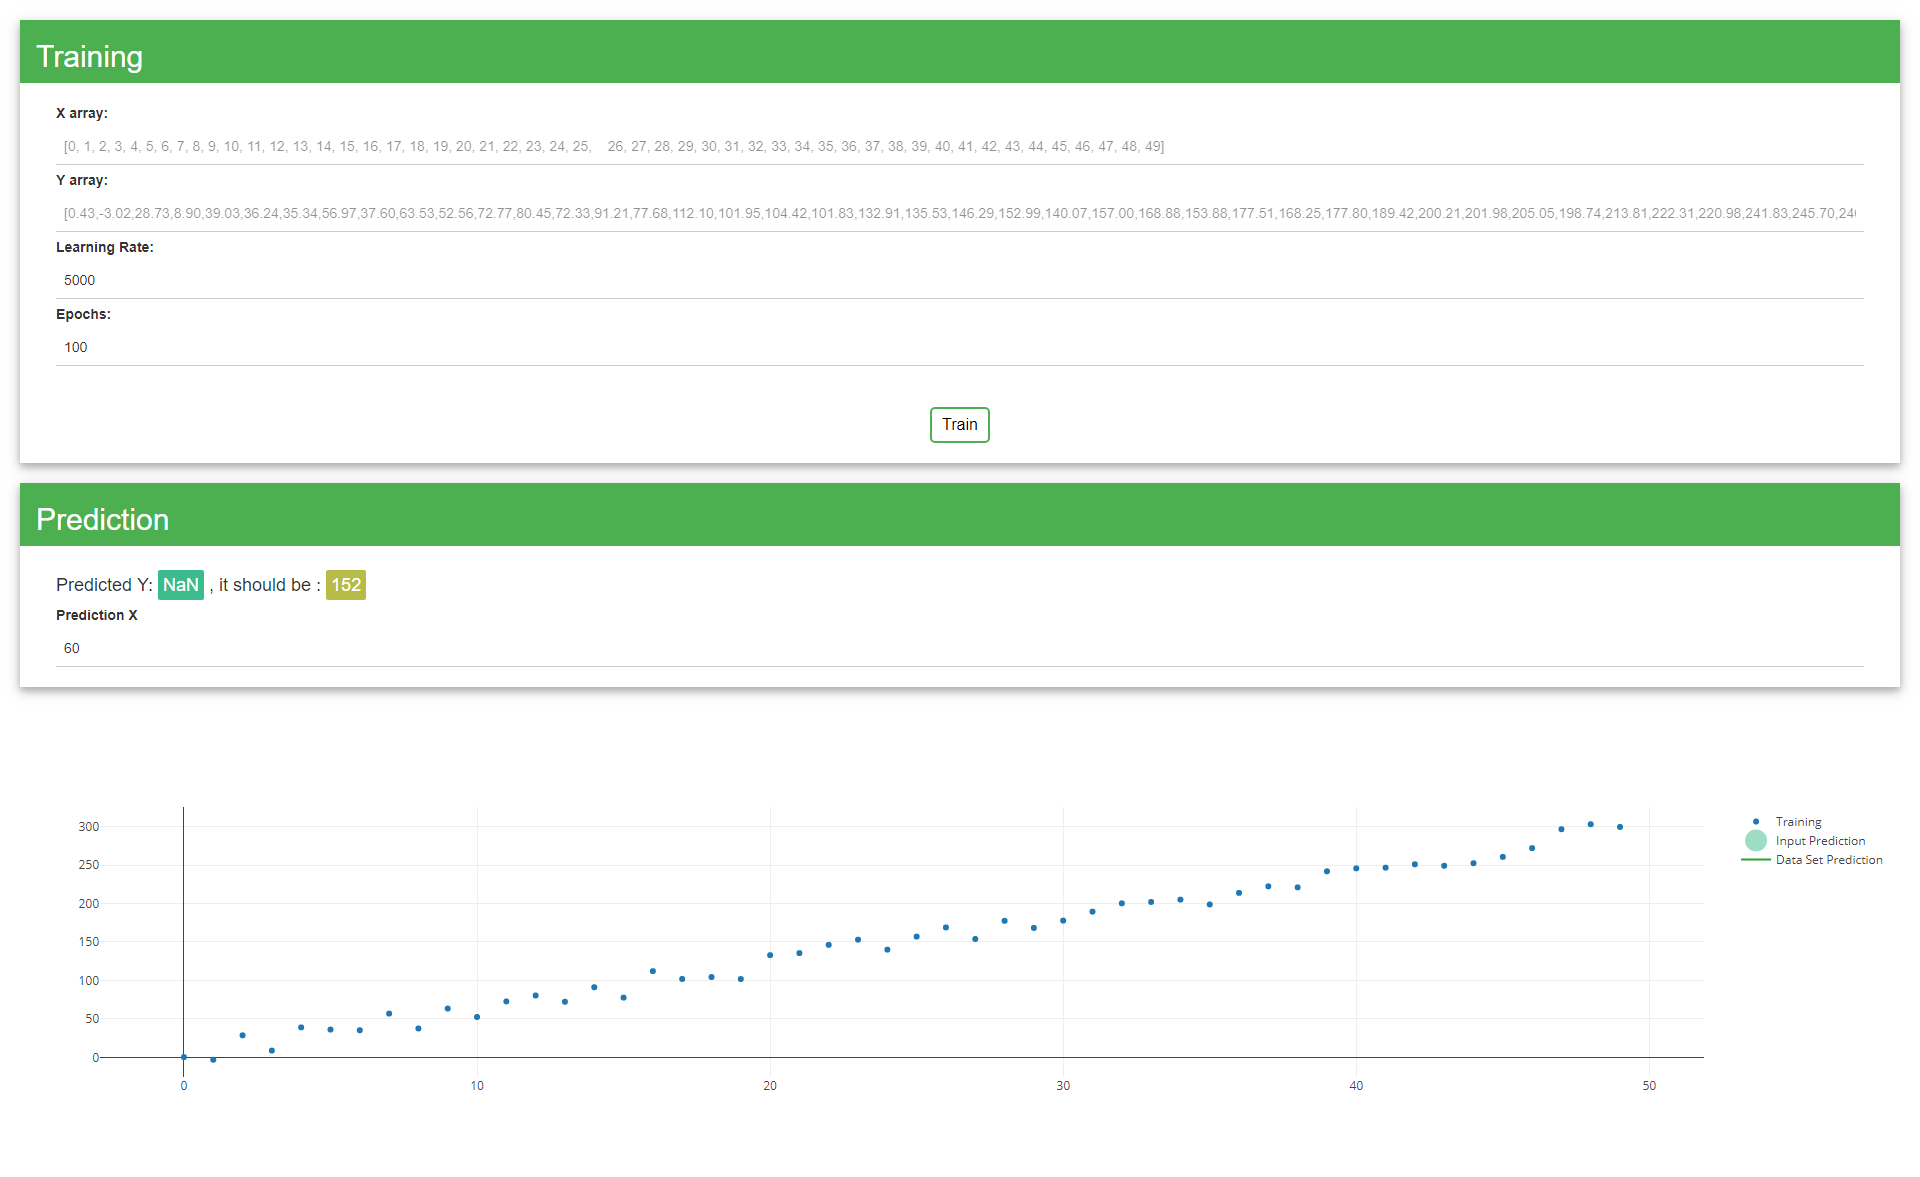 Training
X array:
[0, 1, 2, 3, 4, 5, 6, 7, 8, 9, 10, 11, 12, 13, 14, 15, 16, 17, 18, 19, 20, 21, 22, 23, 24, 25, 26, 27, 28, 29, 30, 31, 32, 33, 34, 35, 36, 37, 38, 39, 40, 41, 42, 43, 44, 45, 46, 47, 48, 49]
Y array:
[0.43,-3.02,28.73,8.90,39.03,36.24,35.34,56.97,37.60,63.53,52.56,72.77,80.45,72.33,91.21,77.68,112.10,101.95,104.42,101.83,132.91,135.53,146.29,152.99,140.07,157.00,168.88,153.88,177.51,168.25,177.80,189.42,200.21,201.98,205.05,198.74,213.81,222.31,220.98,241.83,245.70,
Learning Rate:
5000
Epochs:
100
Train
Prediction
Predicted Y: NaN , it should be : 152
Prediction X
60
300
250
200
150
100
50
0
0 10 20 30 40 50
Training
Input Prediction
Data Set Prediction